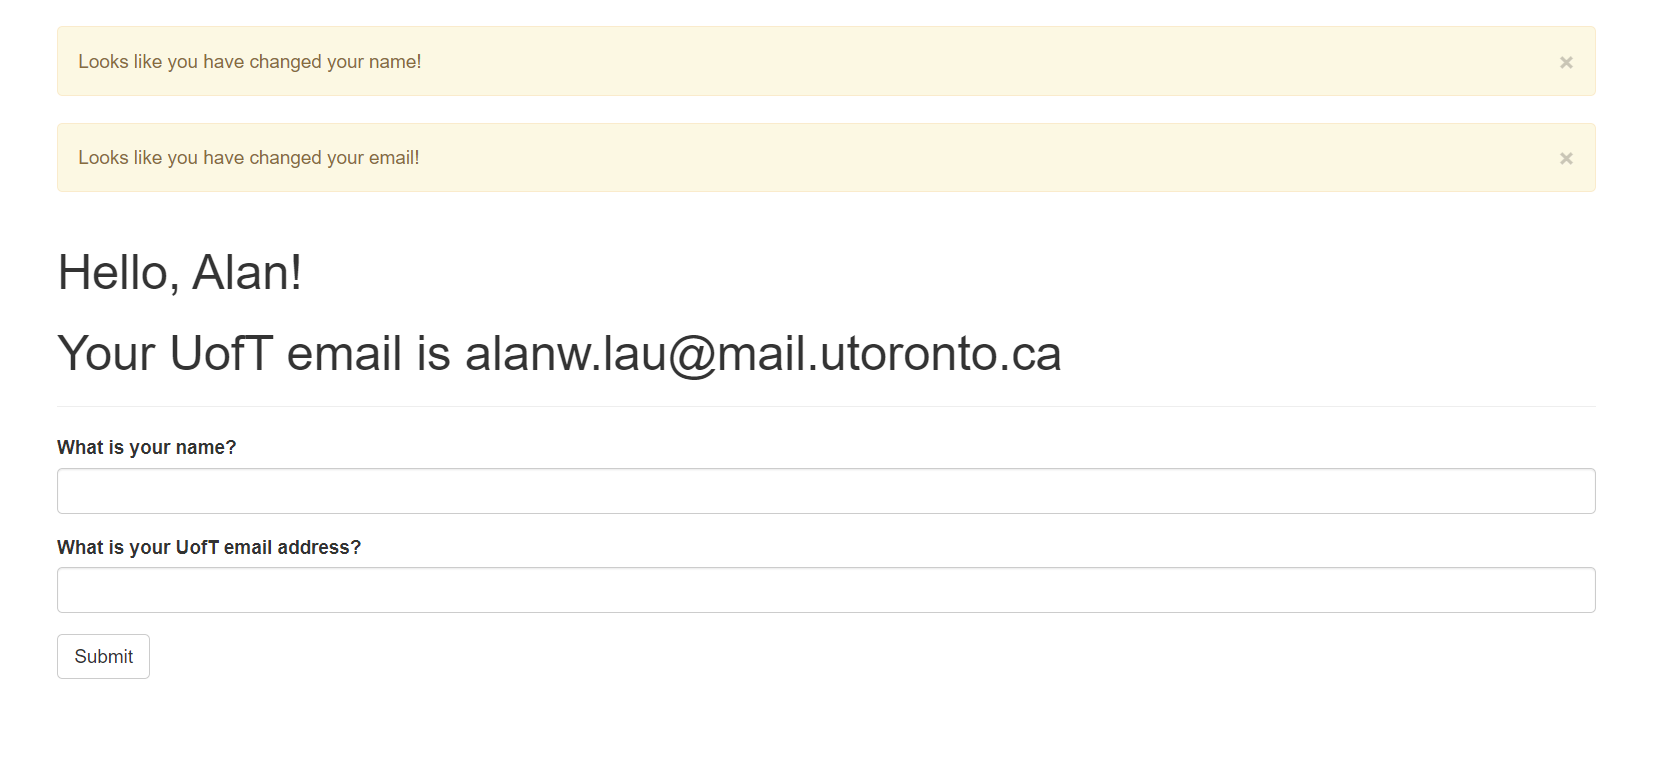 Looks like you have changed your name! ×
Looks like you have changed your email! ×
Hello, Alan!
Your UofT email is alanw.lau@mail.utoronto.ca
What is your name?
What is your UofT email address?
Submit